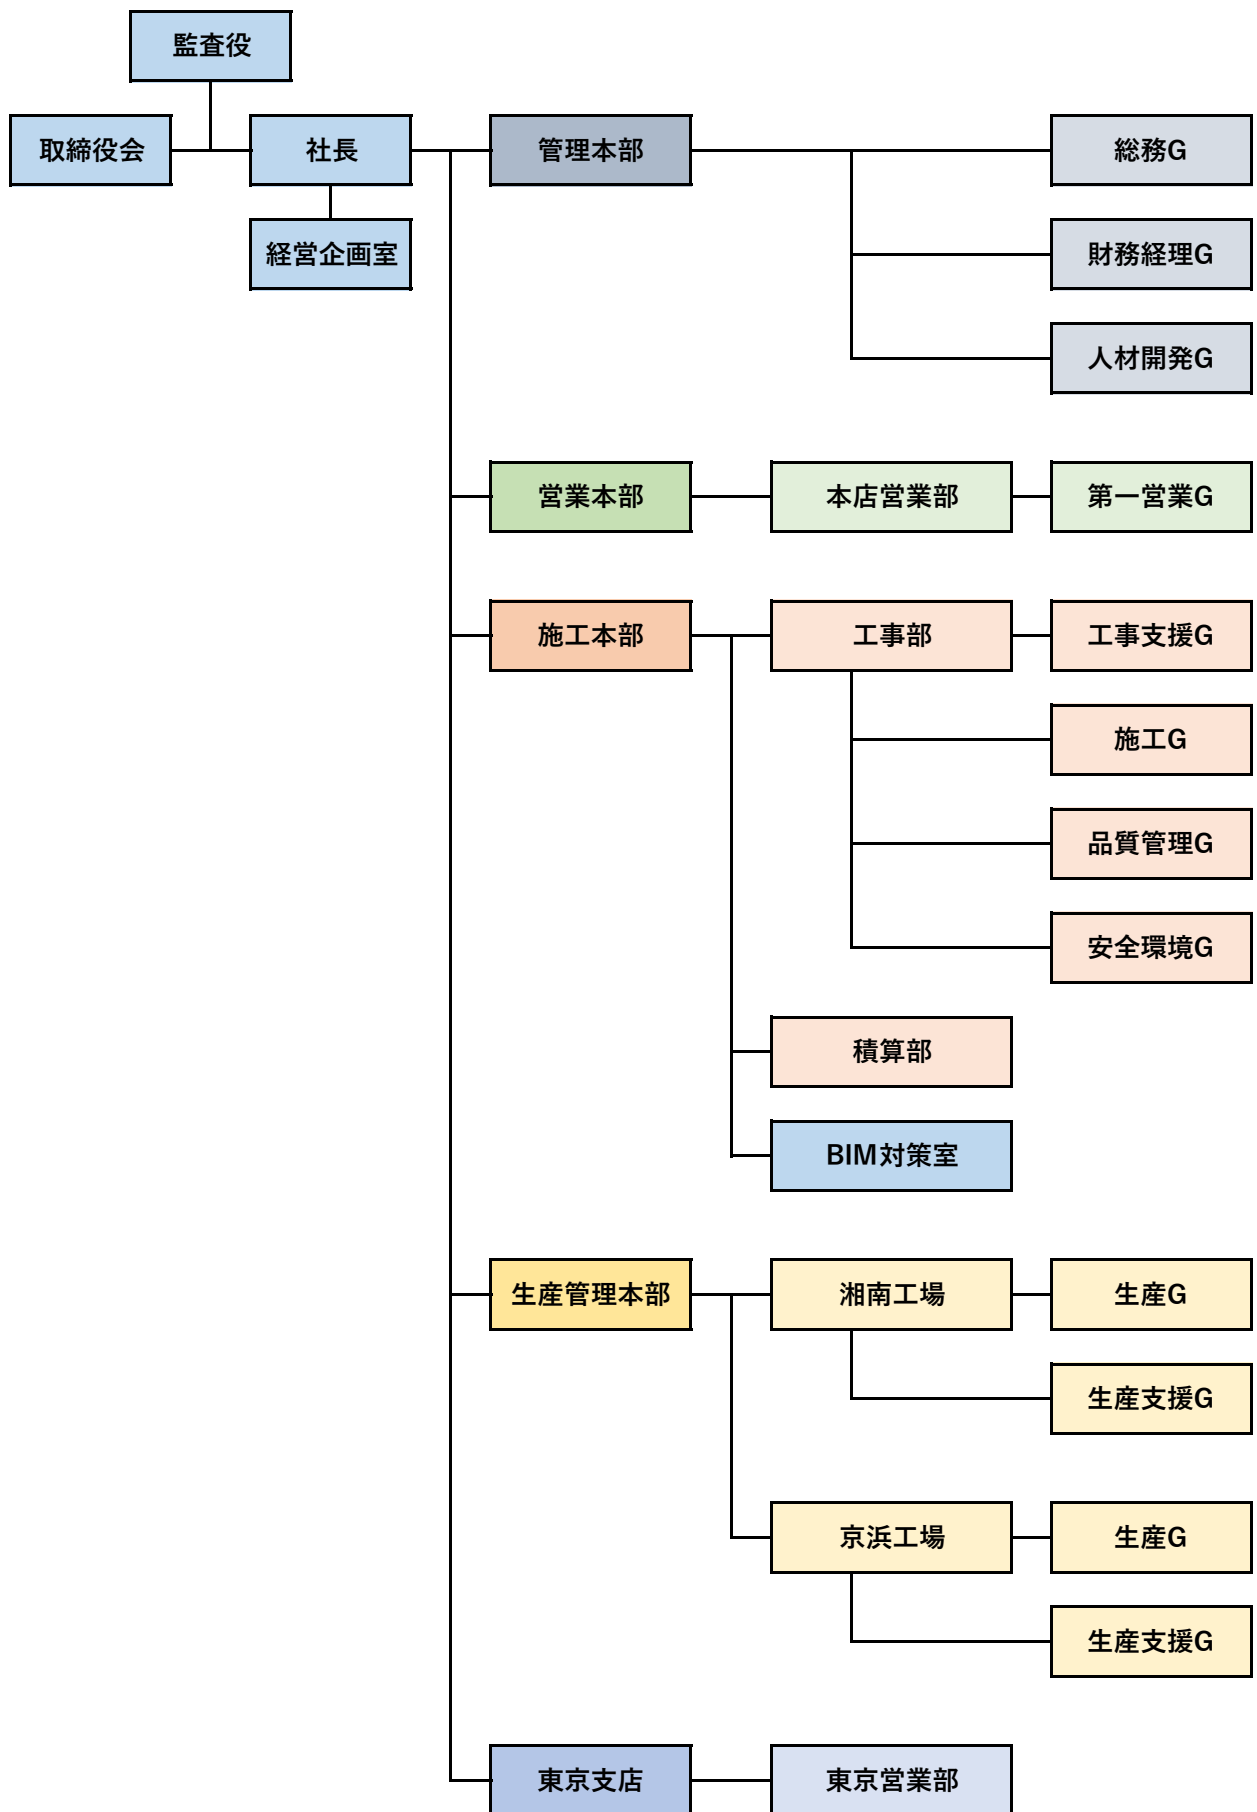 監査役
取締役会
社長
管理本部
総務G
経営企画室
財務経理G
人材開発G
営業本部
本店営業部
第一営業G
施工本部
工事部
工事支援G
施工G
品質管理G
安全環境G
積算部
BIM対策室
生産管理本部
湘南工場
生産G
生産支援G
京浜工場
生産G
生産支援G
東京支店
東京営業部